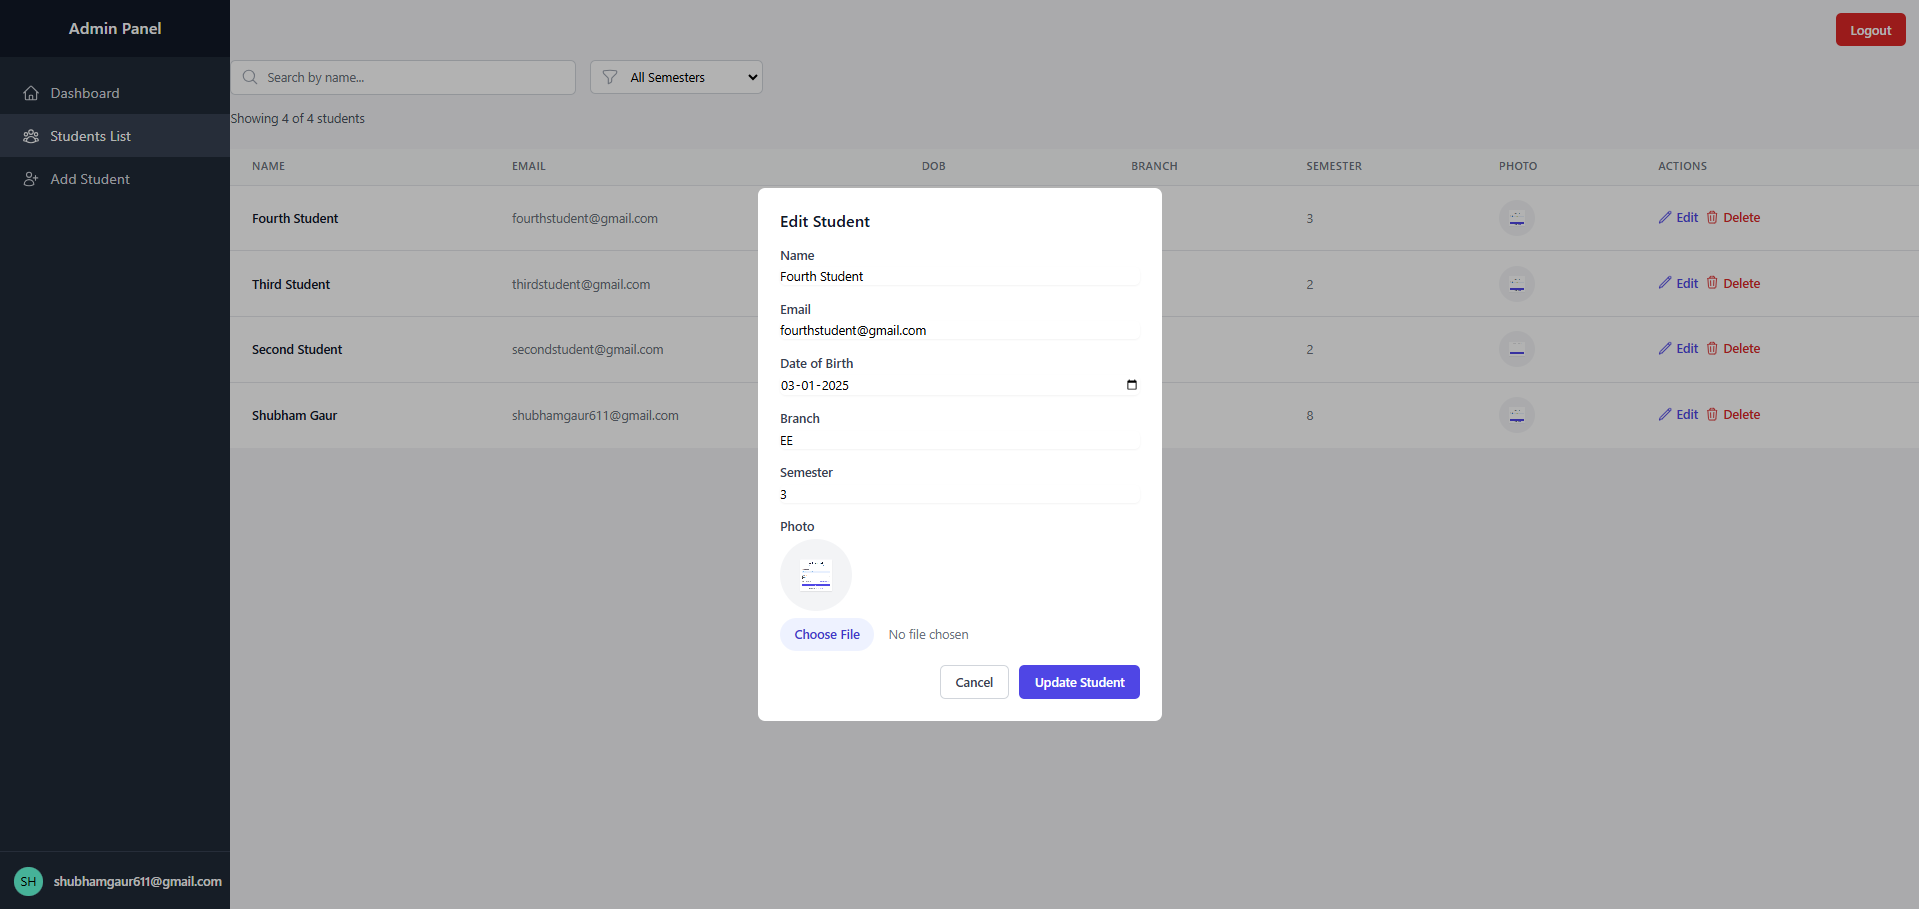 Admin Panel
Dashboard
Students List
Add Student
SH shubhamgaur611@gmail.com
Logout
Search by name...
All Semesters
Showing 4 of 4 students
NAME EMAIL DOB BRANCH SEMESTER PHOTO ACTIONS
Fourth Student fourthstudent@gmail.com 3 Edit Delete
Third Student thirdstudent@gmail.com 2 Edit Delete
Second Student secondstudent@gmail.com 2 Edit Delete
Shubham Gaur shubhamgaur611@gmail.com 8 Edit Delete
Edit Student
Name
Fourth Student
Email
fourthstudent@gmail.com
Date of Birth
03-01-2025
Branch
EE
Semester
3
Photo
Choose File No file chosen
Cancel Update Student